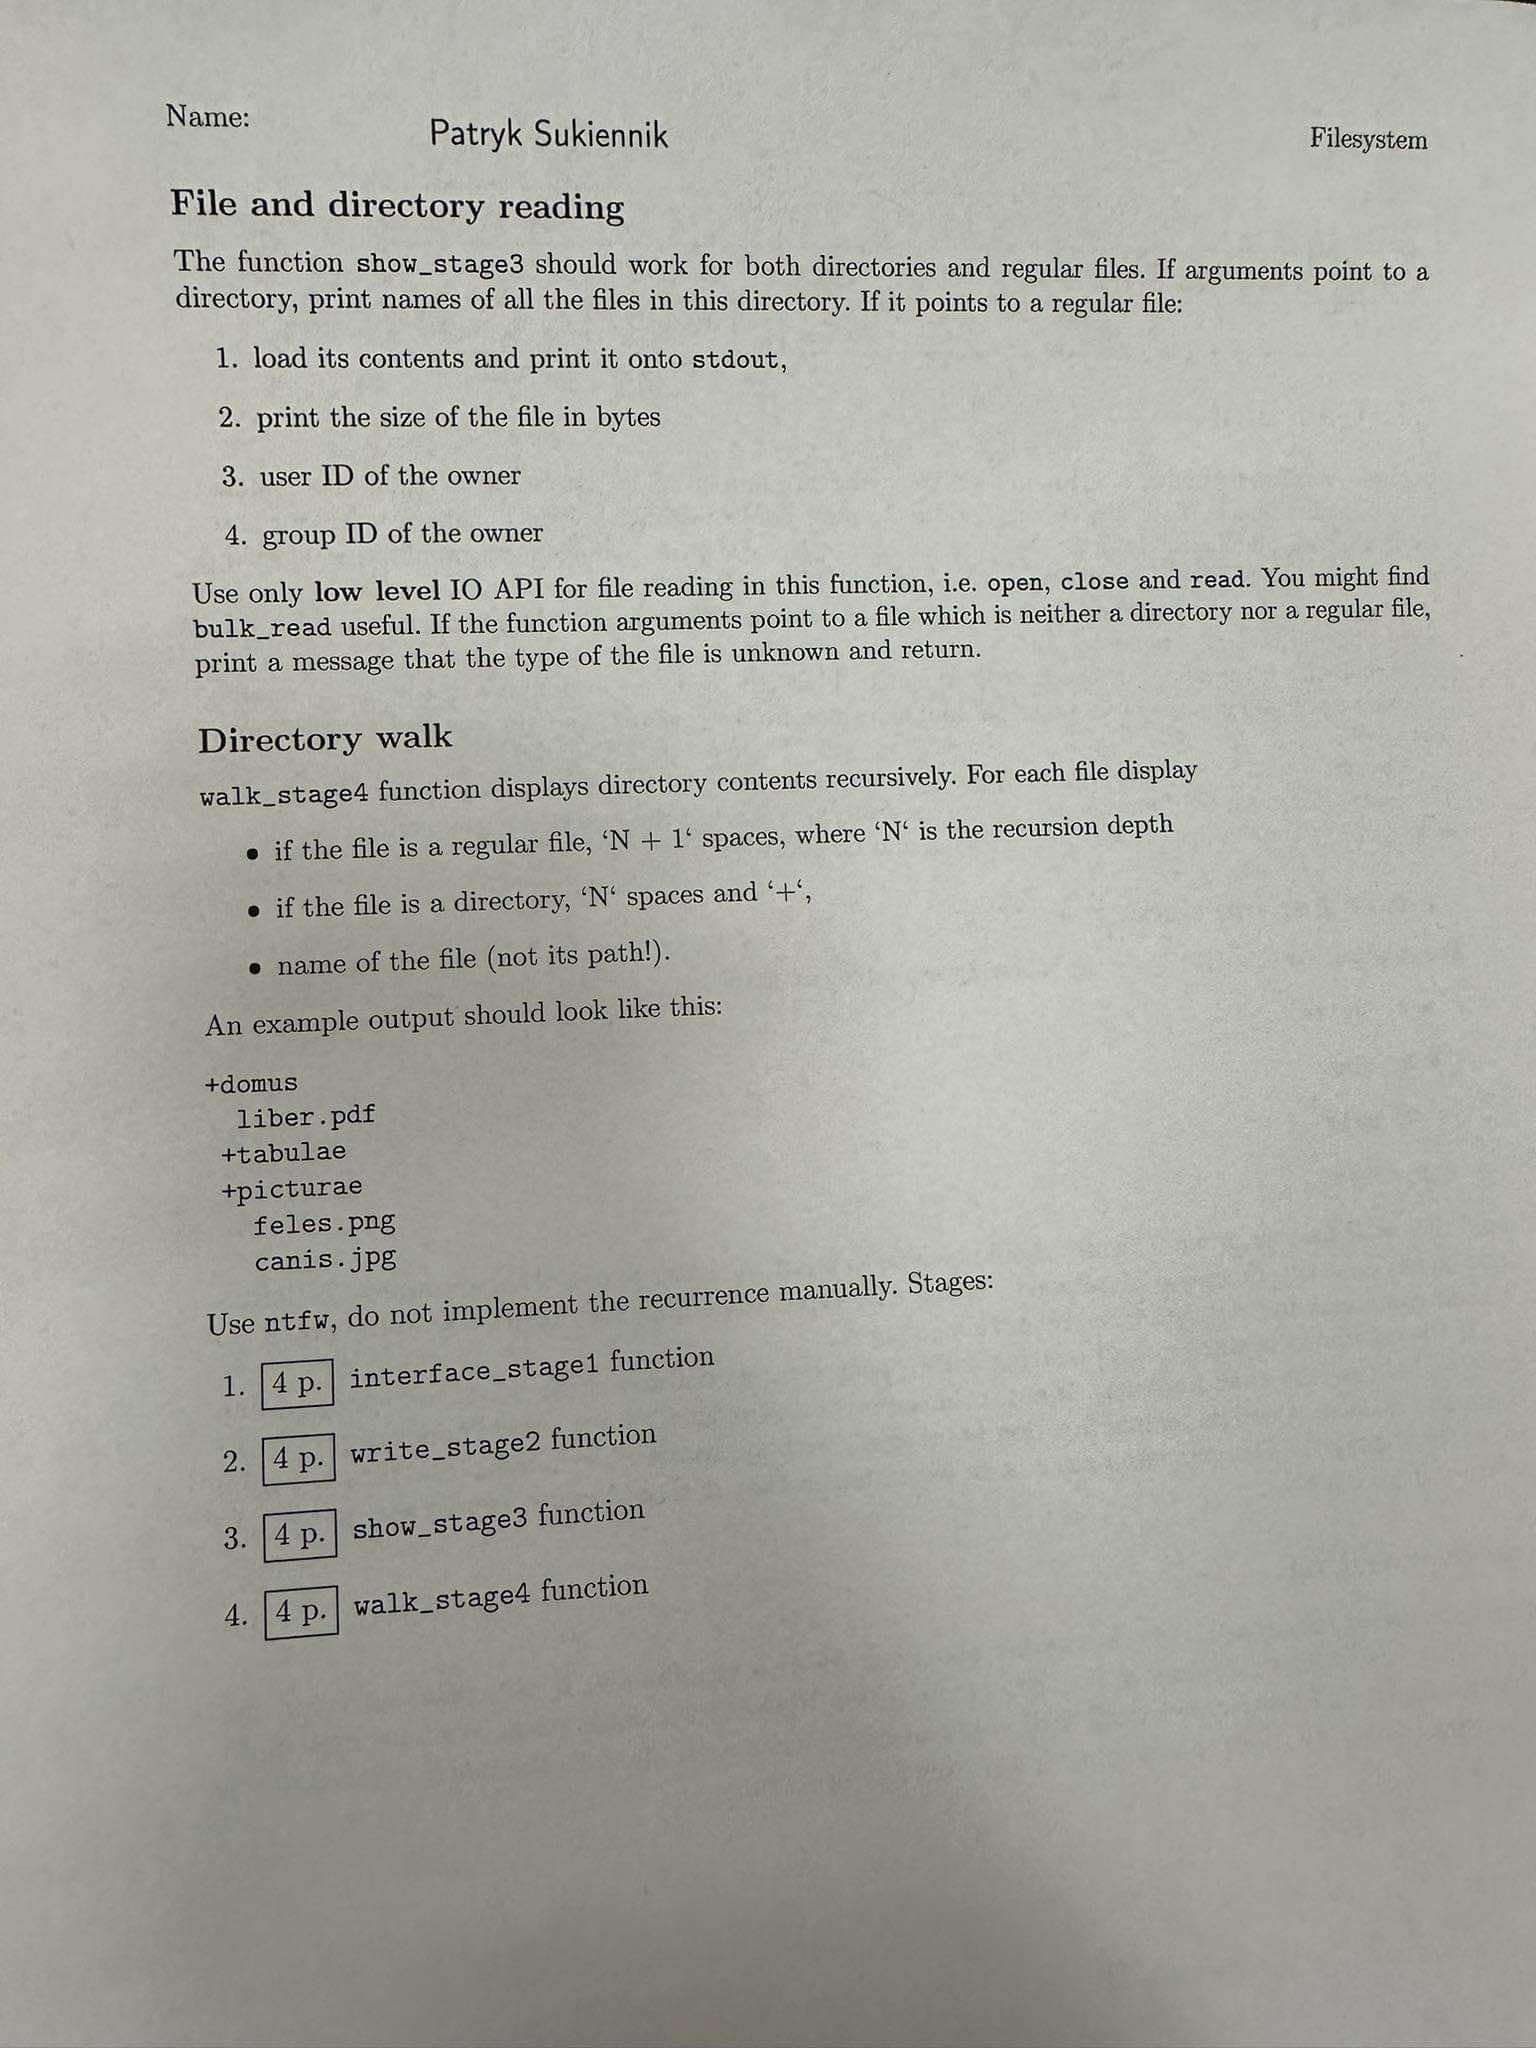 Name:
Patryk Sukiennik
Filesystem
File and directory reading
The function show_stage3 should work for both directories and regular files. If arguments point to a
directory, print names of all the files in this directory. If it points to a regular file:
1. load its contents and print it onto stdout,
2. print the size of the file in bytes
3. user ID of the owner
4. group ID of the owner
Use only low level IO API for file reading in this function, i.e. open, close and read. You might find
bulk_read useful. If the function arguments point to a file which is neither a directory nor a regular file,
print a message that the type of the file is unknown and return.
Directory walk
walk_stage4 function displays directory contents recursively. For each file display
• if the file is a regular file, ‘N + 1‘ spaces, where ‘N‘ is the recursion depth
• if the file is a directory, ‘N‘ spaces and ‘+‘,
• name of the file (not its path!).
An example output should look like this:
+domus
  liber.pdf
 +tabulae
 +picturae
   feles.png
   canis.jpg
Use ntfw, do not implement the recurrence manually. Stages:
1. 4 p. interface_stage1 function
2. 4 p. write_stage2 function
3. 4 p. show_stage3 function
4. 4 p. walk_stage4 function